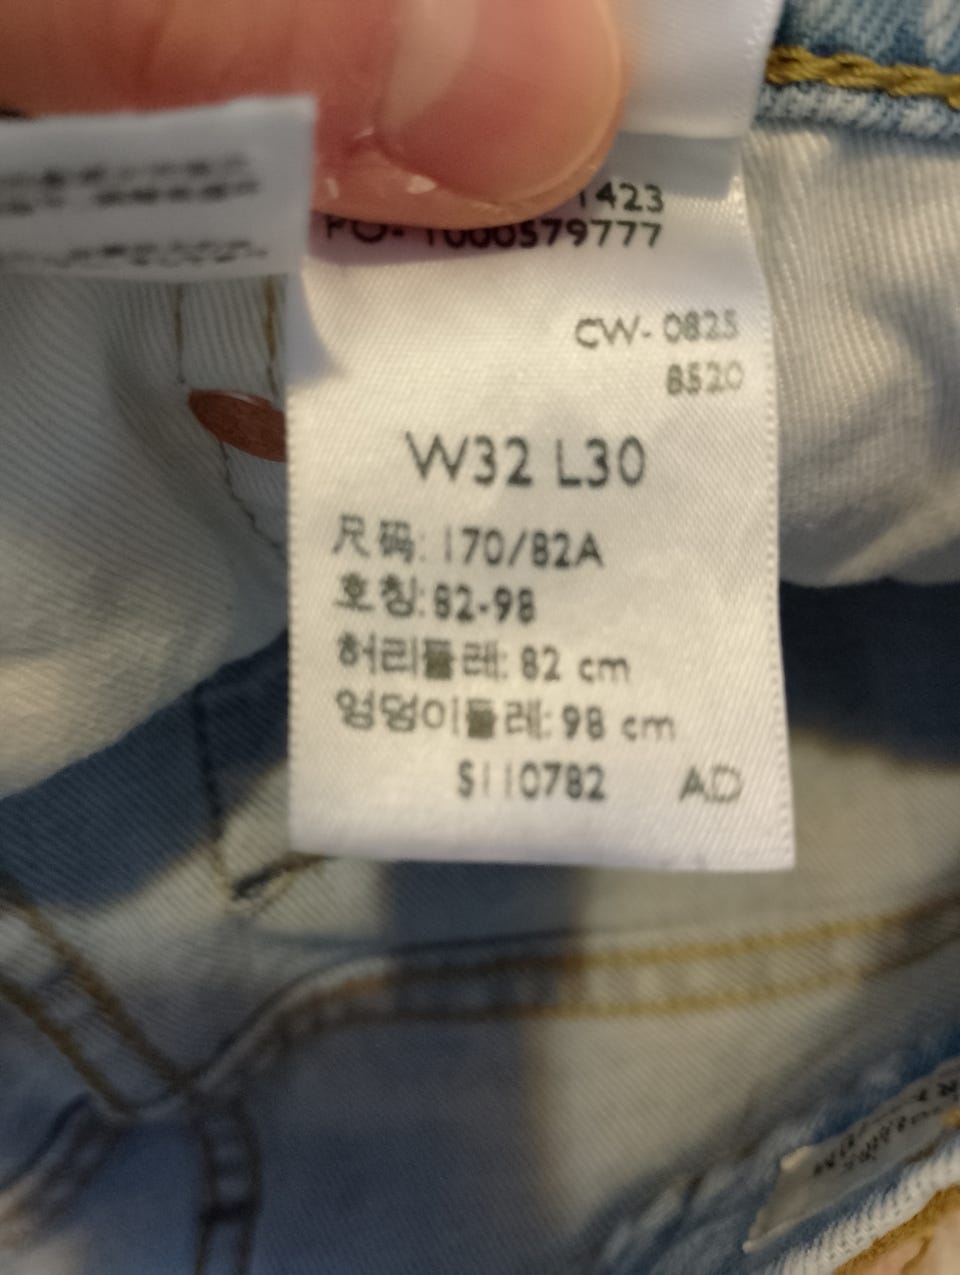 1423
PO- 1000579777
CW- 0825
8520
W32 L30
尺码: 170/82A
호칭: 82-98
허리둘레: 82 cm
엉덩이둘레: 98 cm
S110782 AD